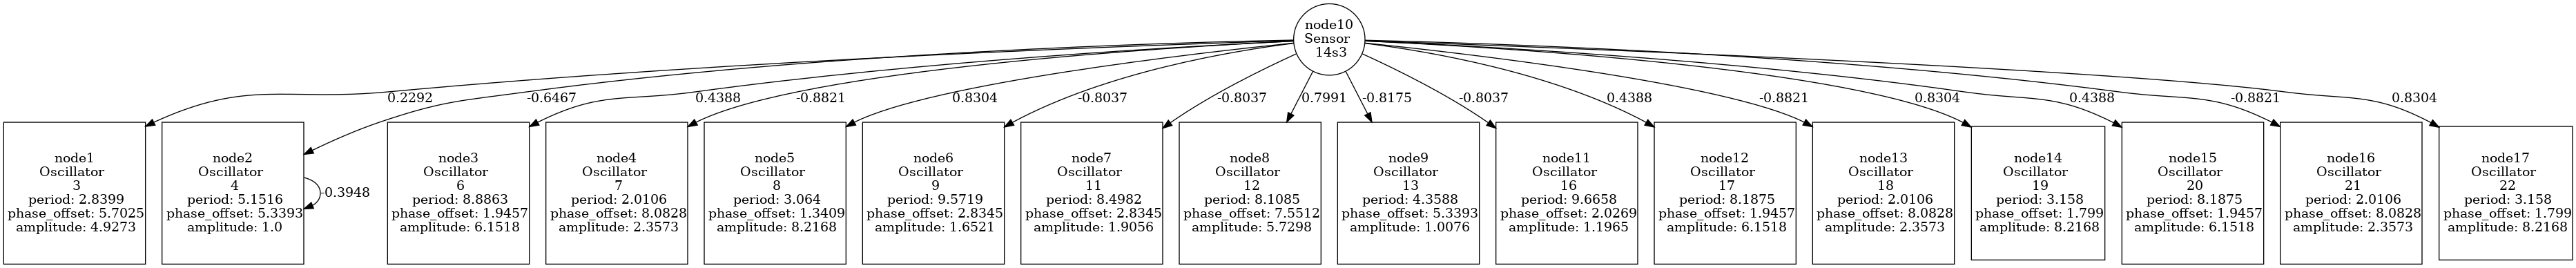 node10
Sensor
14s3
0.2292
-0.6467
0.4388
-0.8821
0.8304
-0.8037
-0.8037
0.7991
-0.8175
-0.8037
0.4388
-0.8821
0.8304
0.4388
-0.8821
0.8304
node1
Oscillator
3
period: 2.8399
phase_offset: 5.7025
amplitude: 4.9273
node2
Oscillator
4
period: 5.1516
phase_offset: 5.3393
amplitude: 1.0
-0.3948
node3
Oscillator
6
period: 8.8863
phase_offset: 1.9457
amplitude: 6.1518
node4
Oscillator
7
period: 2.0106
phase_offset: 8.0828
amplitude: 2.3573
node5
Oscillator
8
period: 3.064
phase_offset: 1.3409
amplitude: 8.2168
node6
Oscillator
9
period: 9.5719
phase_offset: 2.8345
amplitude: 1.6521
node7
Oscillator
11
period: 8.4982
phase_offset: 2.8345
amplitude: 1.9056
node8
Oscillator
12
period: 8.1085
phase_offset: 7.5512
amplitude: 5.7298
node9
Oscillator
13
period: 4.3588
phase_offset: 5.3393
amplitude: 1.0076
node11
Oscillator
16
period: 9.6658
phase_offset: 2.0269
amplitude: 1.1965
node12
Oscillator
17
period: 8.1875
phase_offset: 1.9457
amplitude: 6.1518
node13
Oscillator
18
period: 2.0106
phase_offset: 8.0828
amplitude: 2.3573
node14
Oscillator
19
period: 3.158
phase_offset: 1.799
amplitude: 8.2168
node15
Oscillator
20
period: 8.1875
phase_offset: 1.9457
amplitude: 6.1518
node16
Oscillator
21
period: 2.0106
phase_offset: 8.0828
amplitude: 2.3573
node17
Oscillator
22
period: 3.158
phase_offset: 1.799
amplitude: 8.2168